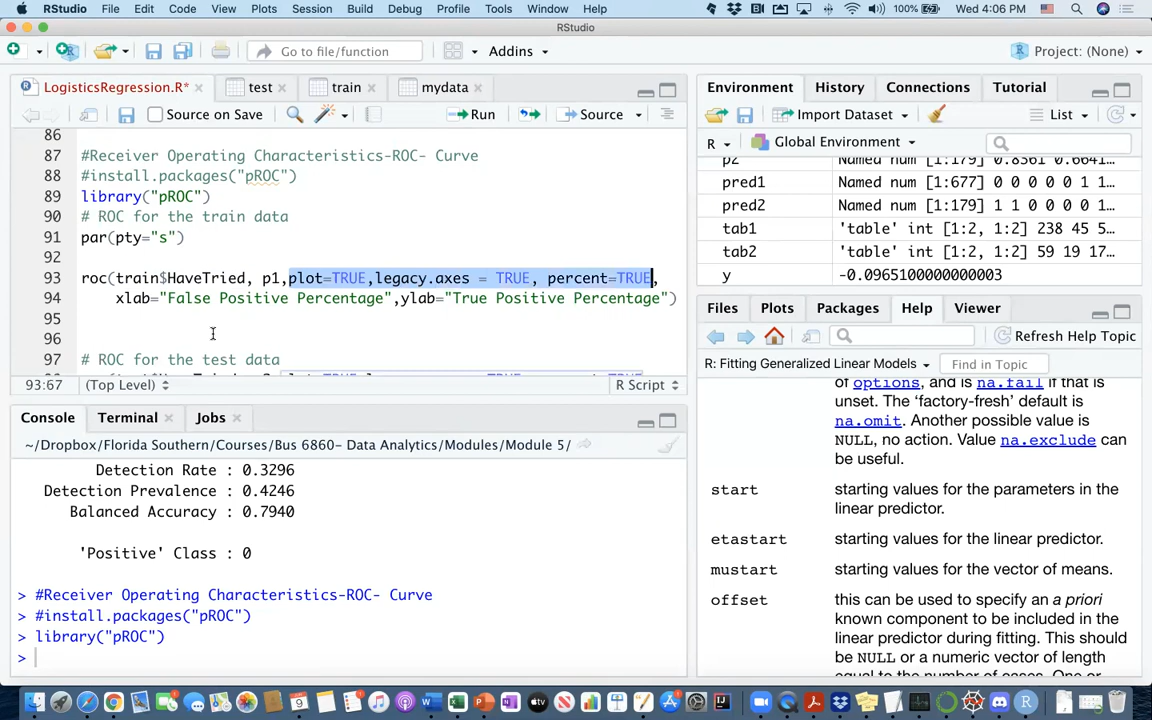 RStudio File Edit Code View Plots Session Build Debug Profile Tools Window Help 100% Wed 4:06 PM
RStudio
Go to file/function Addins Project: (None)
LogisticsRegression.R* test train mydata
Source on Save Run Source
86
87 #Receiver Operating Characteristics-ROC- Curve
88 #install.packages("pROC")
89 library("pROC")
90 # ROC for the train data
91 par(pty="s")
92
93 roc(train$HaveTried, p1,plot=TRUE,legacy.axes = TRUE, percent=TRUE,
94 xlab="False Positive Percentage",ylab="True Positive Percentage")
95
96
97 # ROC for the test data
93:67 (Top Level) R Script
Console Terminal Jobs
~/Dropbox/Florida Southern/Courses/Bus 6860- Data Analytics/Modules/Module 5/
Detection Rate : 0.3296
Detection Prevalence : 0.4246
Balanced Accuracy : 0.7940
'Positive' Class : 0
> #Receiver Operating Characteristics-ROC- Curve
> #install.packages("pROC")
> library("pROC")
>
Environment History Connections Tutorial
Import Dataset List
R Global Environment
p2 Named num [1:179] 0.8361 0.6641…
pred1 Named num [1:677] 0 0 0 0 0 1 1…
pred2 Named num [1:179] 1 1 0 0 0 1…
tab1 'table' int [1:2, 1:2] 238 45 5…
tab2 'table' int [1:2, 1:2] 59 19 17…
y -0.0965100000000003
Files Plots Packages Help Viewer
Refresh Help Topic
R: Fitting Generalized Linear Models Find in Topic
of options, and is na.fail if that is
unset. The ‘factory-fresh’ default is
na.omit. Another possible value is
NULL, no action. Value na.exclude can
be useful.
start starting values for the parameters in the
linear predictor.
etastart starting values for the linear predictor.
mustart starting values for the vector of means.
offset this can be used to specify an a priori
known component to be included in the
linear predictor during fitting. This should
be NULL or a numeric vector of length
equal to the number of cases. One or